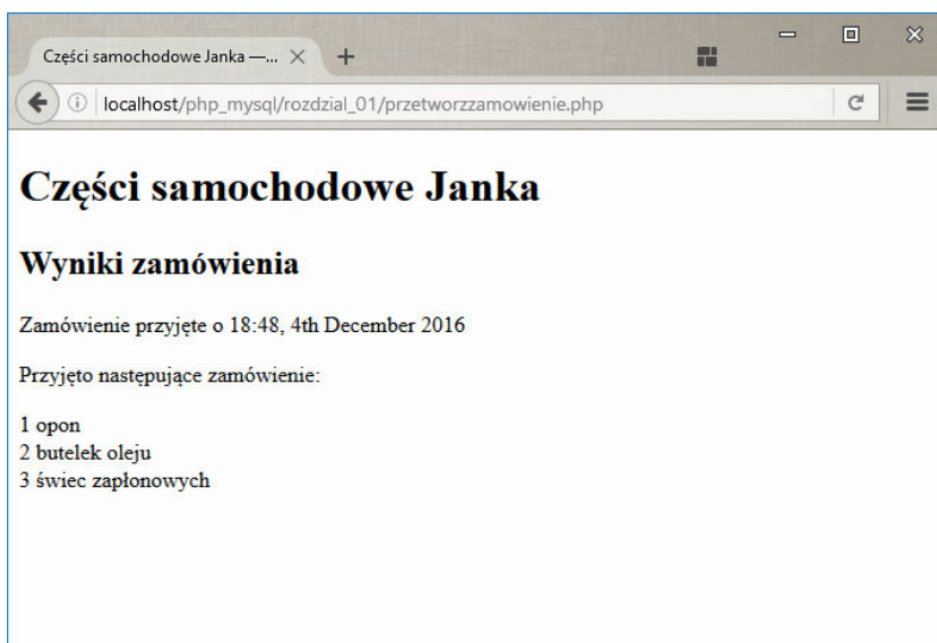 Części samochodowe Janka —...
localhost/php_mysql/rozdzial_01/przetworzzamowienie.php
Części samochodowe Janka
Wyniki zamówienia
Zamówienie przyjęte o 18:48, 4th December 2016
Przyjęto następujące zamówienie:
1 opon
2 butelek oleju
3 świec zapłonowych